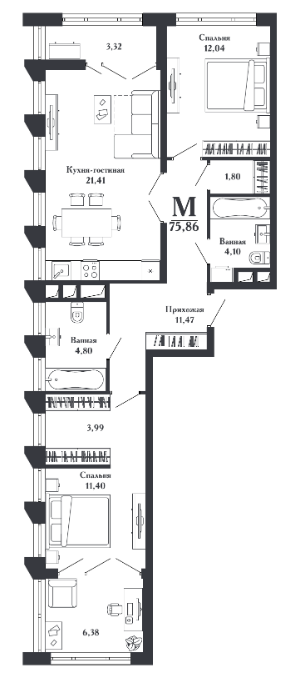 3,32
Спальня
12.04
Кухня-гостиная
21,41
1,80
М
75,86
Ванная
4,10
Прихожая
11,47
Ванная
4,80
3,99
Спальня
11,40
6,38